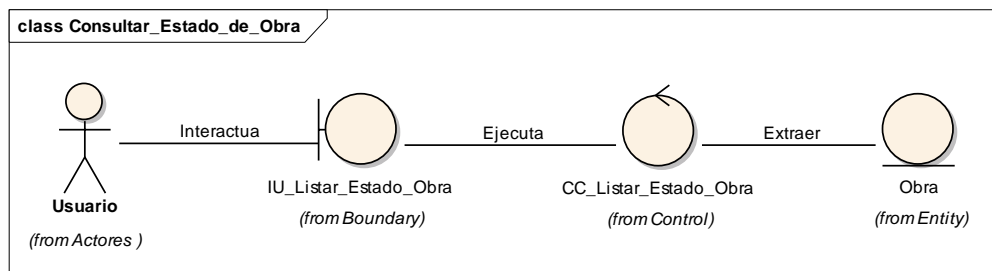 class Consultar_Estado_de_Obra
Interactua
Ejecuta
Extraer
Usuario
(from Actores )
IU_Listar_Estado_Obra
(from Boundary)
CC_Listar_Estado_Obra
(from Control)
Obra
(from Entity)